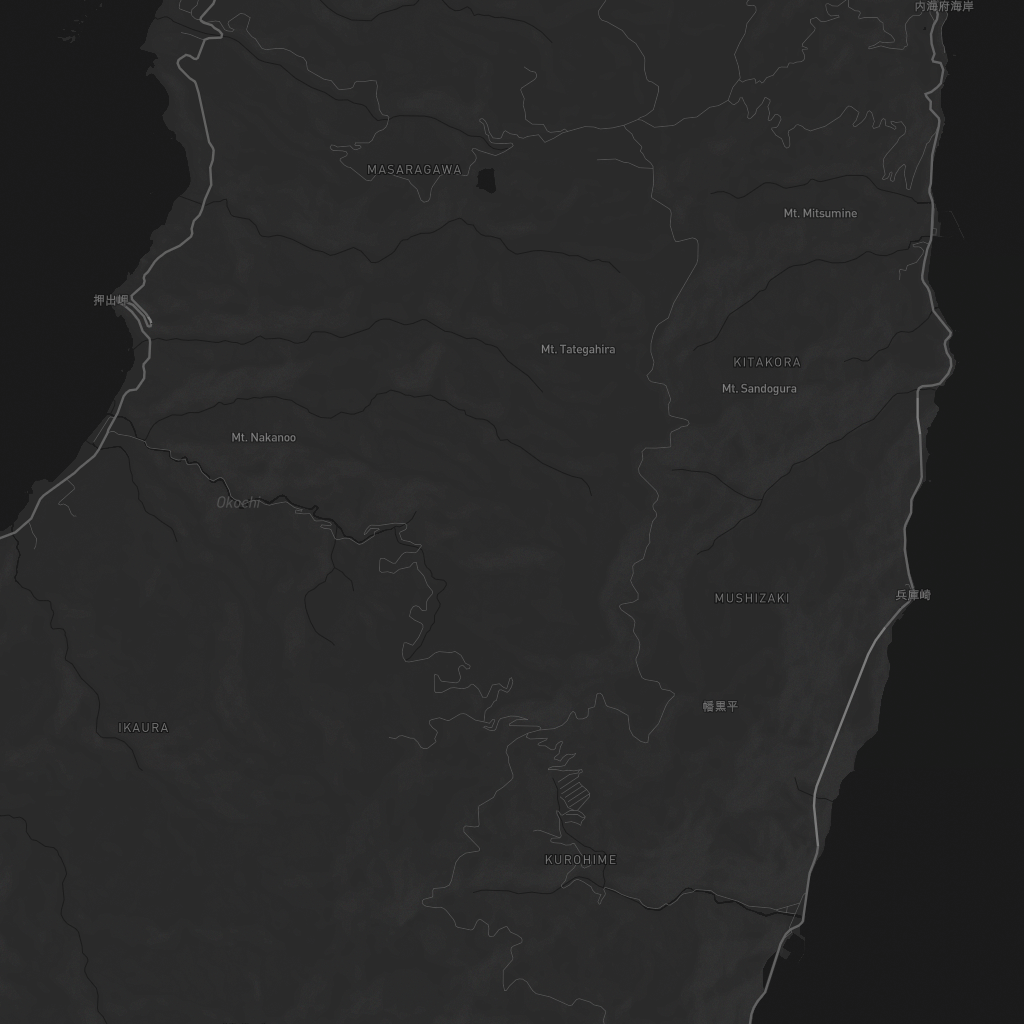 内海府海岸
MASARAGAWA
Mt. Mitsumine
押出岬
Mt. Tategahira
KITAKORA
Mt. Sandogura
Mt. Nakanoo
Okochi
兵庫崎
MUSHIZAKI
幡黒平
IKAURA
KUROHIME